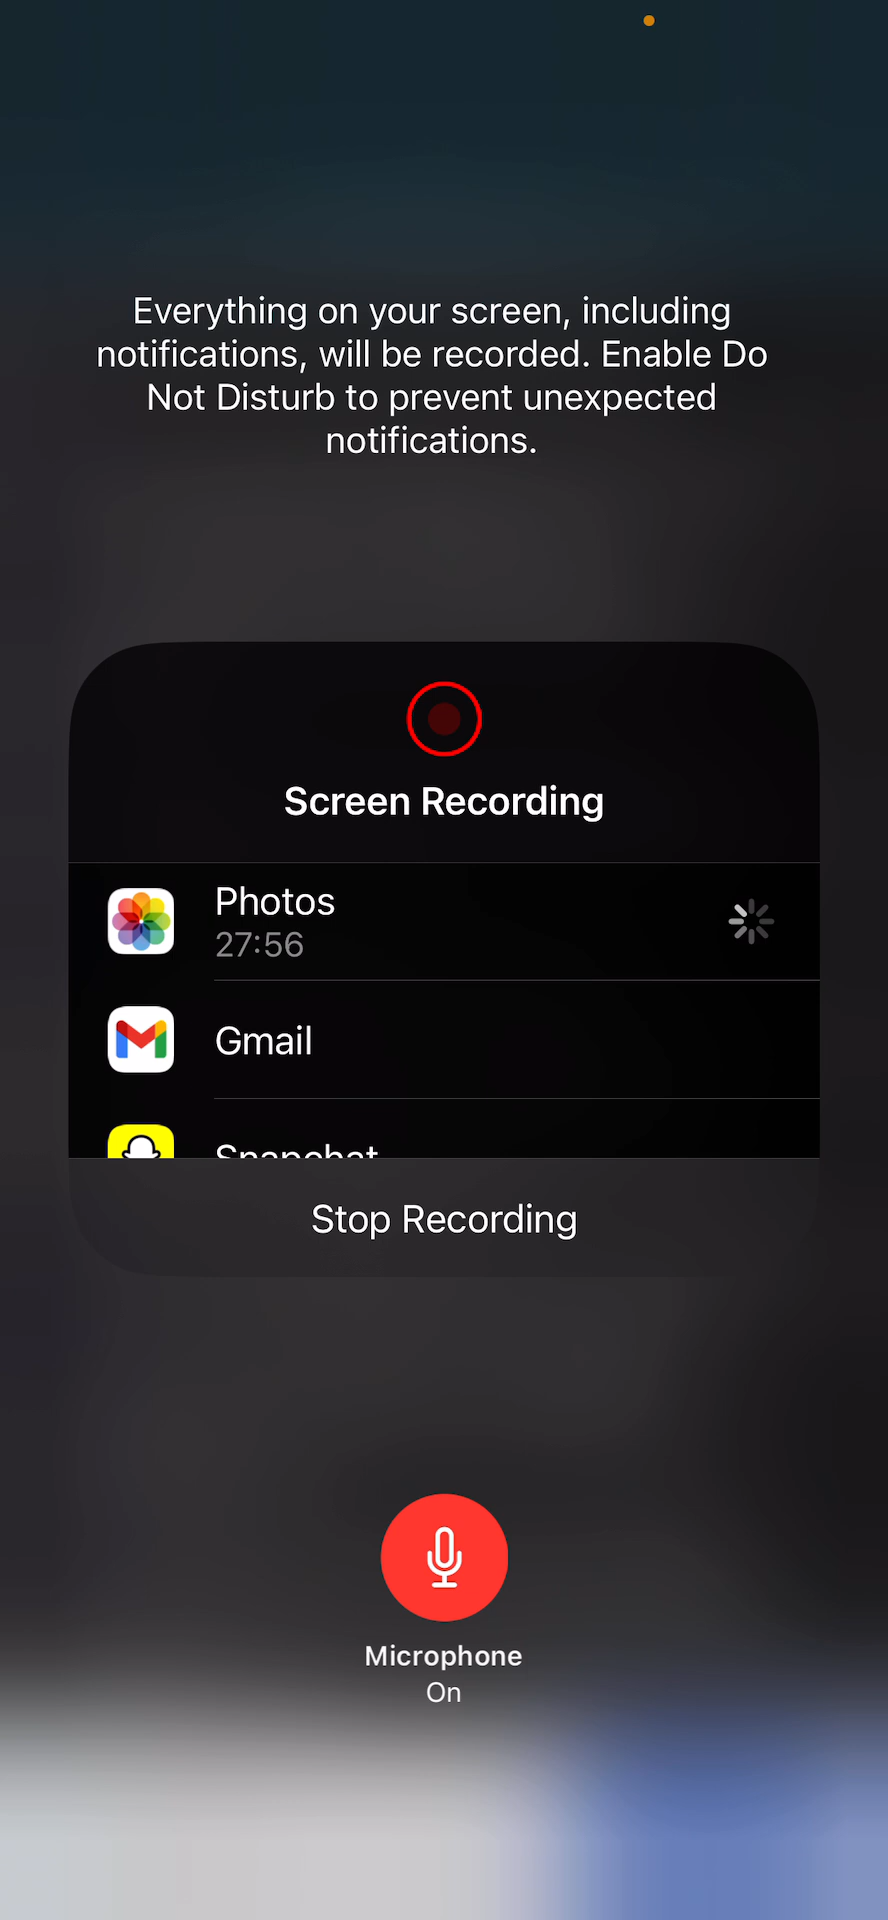 Everything on your screen, including
notifications, will be recorded. Enable Do
Not Disturb to prevent unexpected
notifications.
Screen Recording
Photos
27:56
Gmail
Snapchat
Stop Recording
Microphone
On